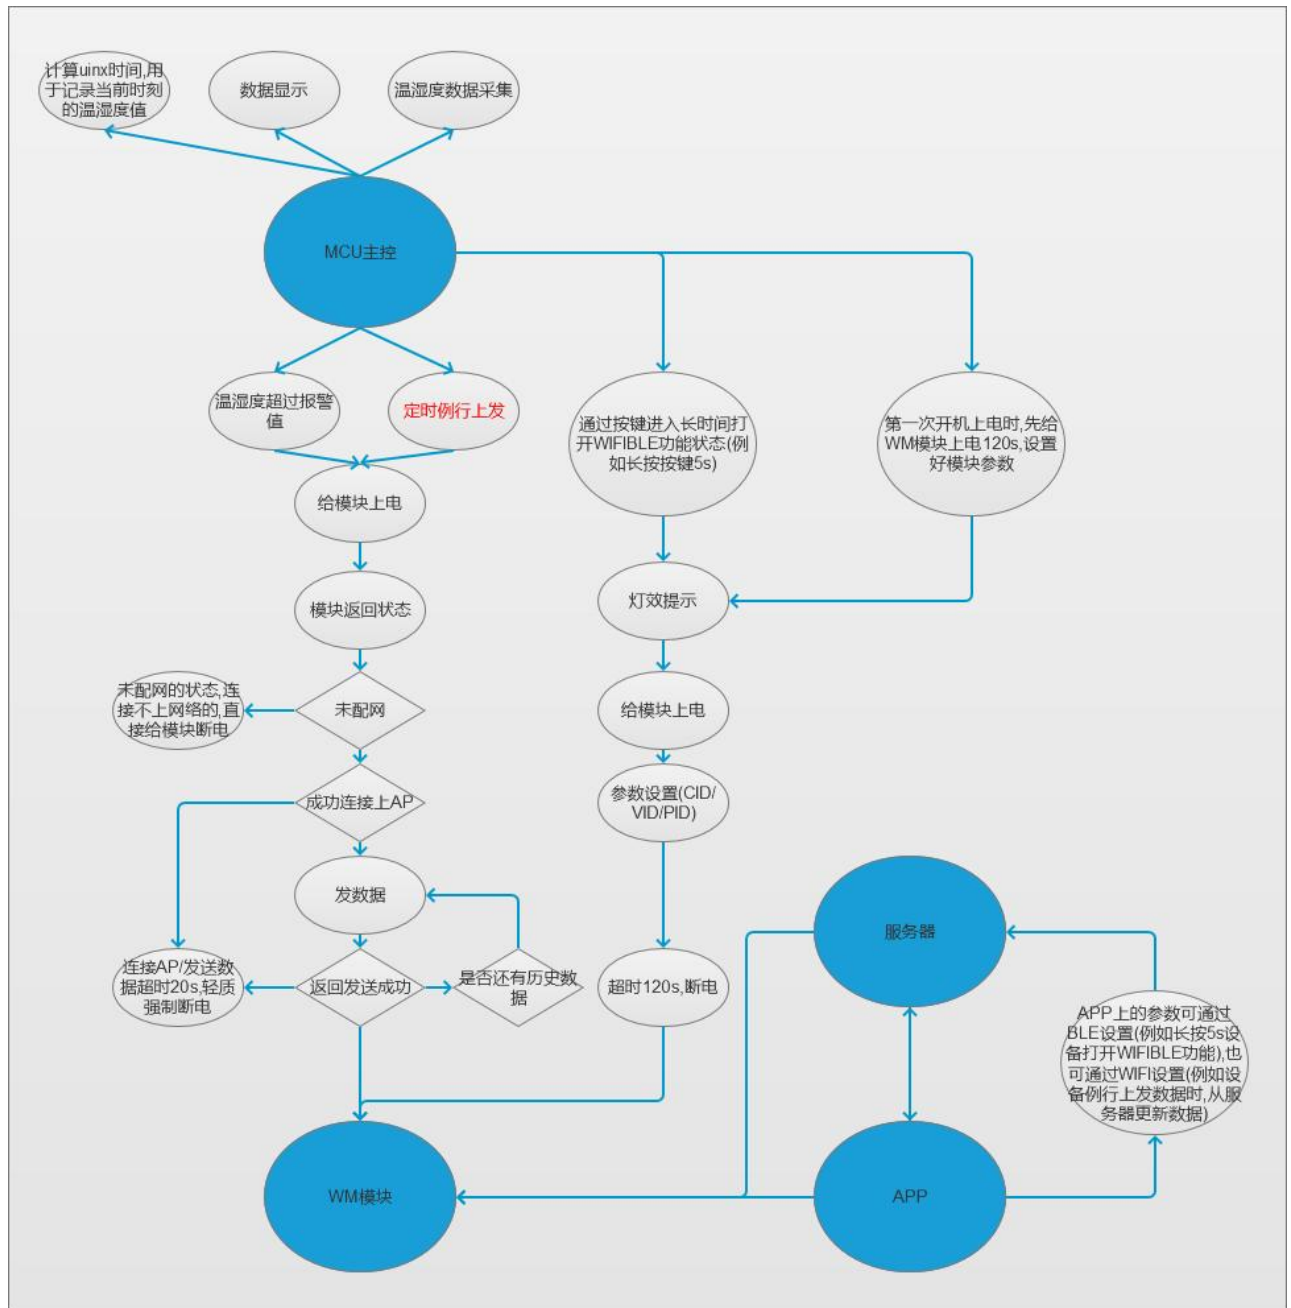 计算uinx时间,用
于记录当前时刻
的温湿度值
数据显示
温湿度数据采集
MCU主控
温湿度超过报警
值
定时例行上发
通过按键进入长时间打
开WIFIBLE功能状态(例
如长按按键5s)
第一次开机上电时,先给
WM模块上电120s,设置
好模块参数
给模块上电
模块返回状态
灯效提示
未配网的状态,连
接不上网络的,直
接给模块断电
未配网
给模块上电
成功连接上AP
参数设置(CID/
VID/PID)
发数据
服务器
连接AP/发送数
据超时20s,轻质
强制断电
返回发送成功
是否还有历史数
据
超时120s,断电
APP上的参数可通过
BLE设置(例如长按5s设
备打开WIFIBLE功能),也
可通过WIFI设置(例如设
备例行上发数据时,从服
务器更新数据)
WM模块
APP